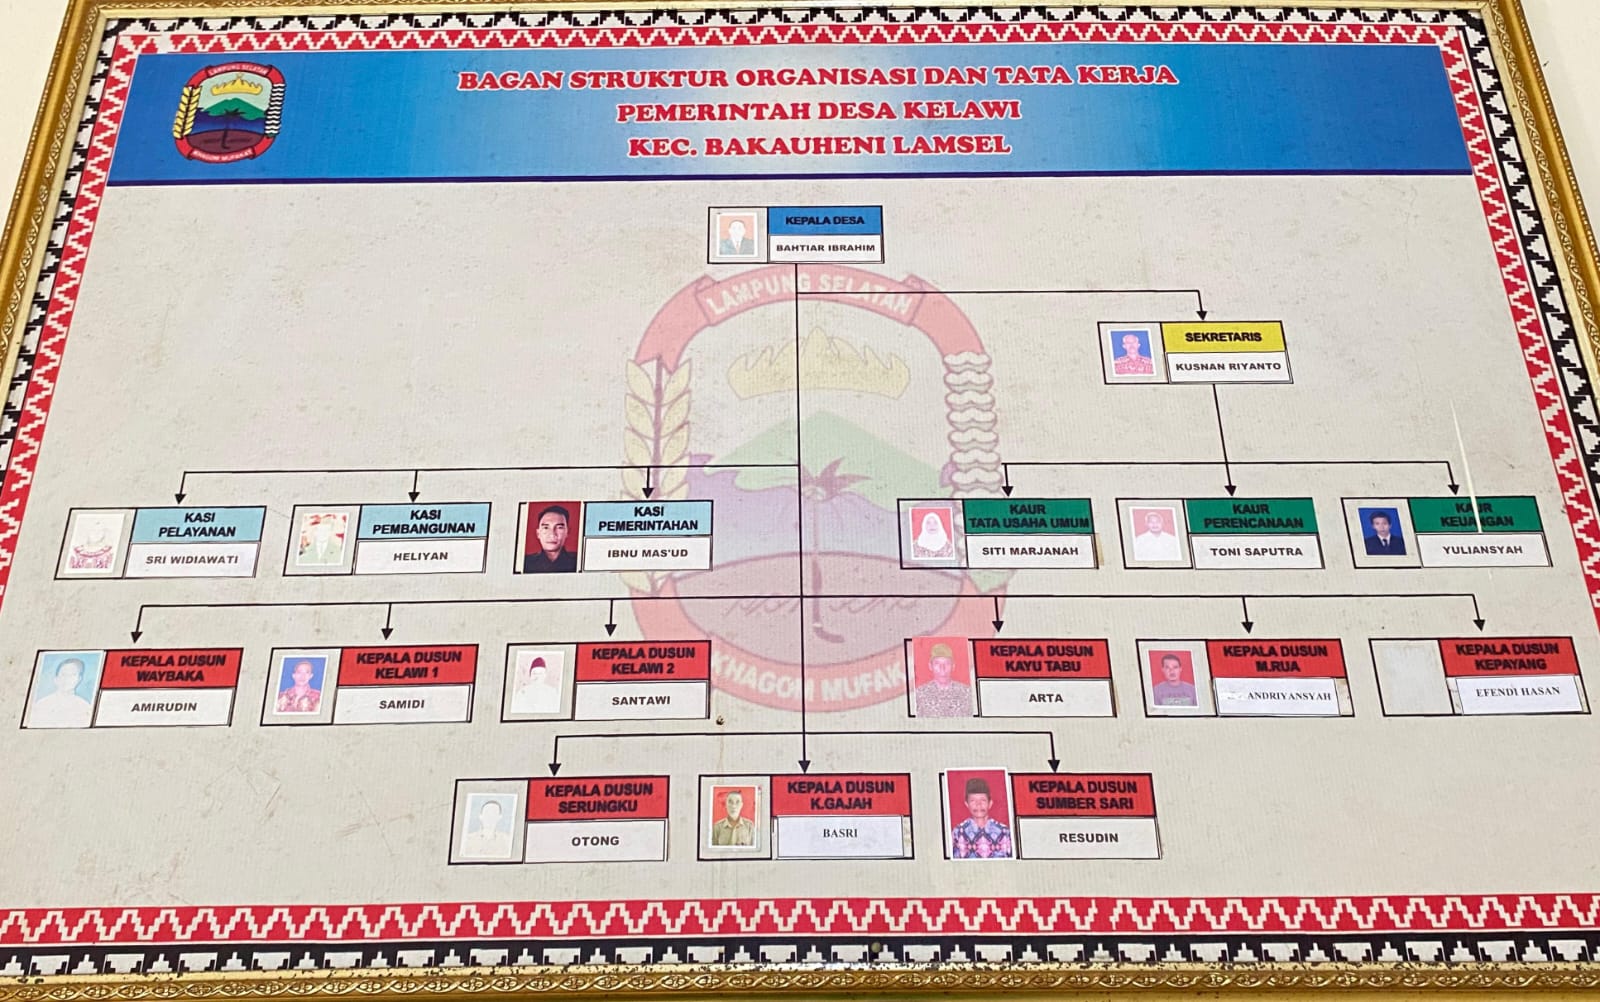 LAMPUNG SELATAN
KHAGOM MUFAKAT
BAGAN STRUKTUR ORGANISASI DAN TATA KERJA
PEMERINTAH DESA KELAWI
KEC. BAKAUHENI LAMSEL
KEPALA DESA
BAHTIAR IBRAHIM
LAMPUNG SELATAN
SEKRETARIS
KUSNAN RIYANTO
KASI
PELAYANAN
SRI WIDIAWATI
KASI
PEMBANGUNAN
HELIYAN
KASI
PEMERINTAHAN
IBNU MAS'UD
KAUR
TATA USAHA UMUM
SITI MARJANAH
KAUR
PERENCANAAN
TONI SAPUTRA
KAUR
KEUANGAN
YULIANSYAH
KEPALA DUSUN
WAYBAKA
AMIRUDIN
KEPALA DUSUN
KELAWI 1
SAMIDI
KEPALA DUSUN
KELAWI 2
SANTAWI
KHAGOM MUFAK
KEPALA DUSUN
KAYU TABU
ARTA
KEPALA DUSUN
M.RUA
ANDRIYANSYAH
KEPALA DUSUN
KEPAYANG
EFENDI HASAN
KEPALA DUSUN
SERUNGKU
OTONG
KEPALA DUSUN
K.GAJAH
BASRI
KEPALA DUSUN
SUMBER SARI
RESUDIN